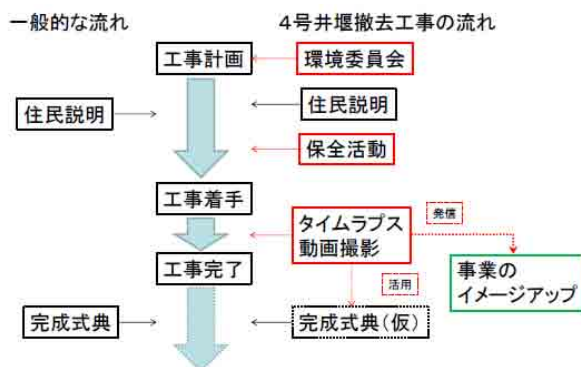 一般的な流れ
4号井堰撤去工事の流れ
工事計画
環境委員会
住民説明
住民説明
保全活動
工事着手
タイムラプス
動画撮影
発信
工事完了
事業の
イメージアップ
活用
完成式典
完成式典(仮)